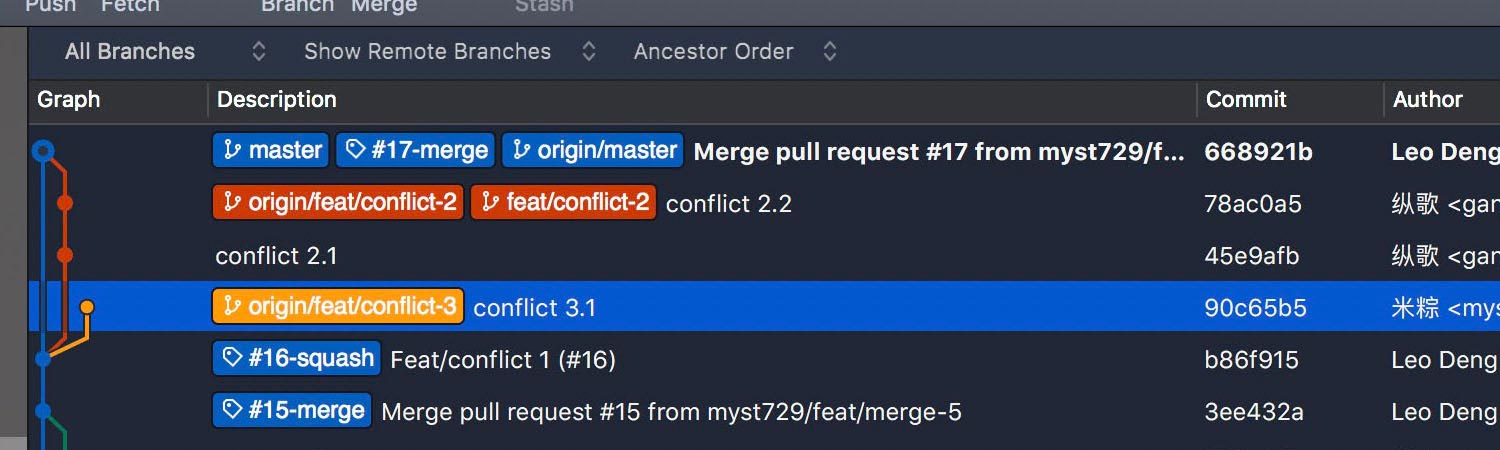 Push Fetch Branch Merge Stash
All Branches Show Remote Branches Ancestor Order
Graph Description Commit Author
master #17-merge origin/master Merge pull request #17 from myst729/f... 668921b Leo Deng
origin/feat/conflict-2 feat/conflict-2 conflict 2.2 78ac0a5 纵歌 <gan
conflict 2.1 45e9afb 纵歌 <gan
origin/feat/conflict-3 conflict 3.1 90c65b5 米粽 <mys
#16-squash Feat/conflict 1 (#16) b86f915 Leo Deng
#15-merge Merge pull request #15 from myst729/feat/merge-5 3ee432a Leo Deng